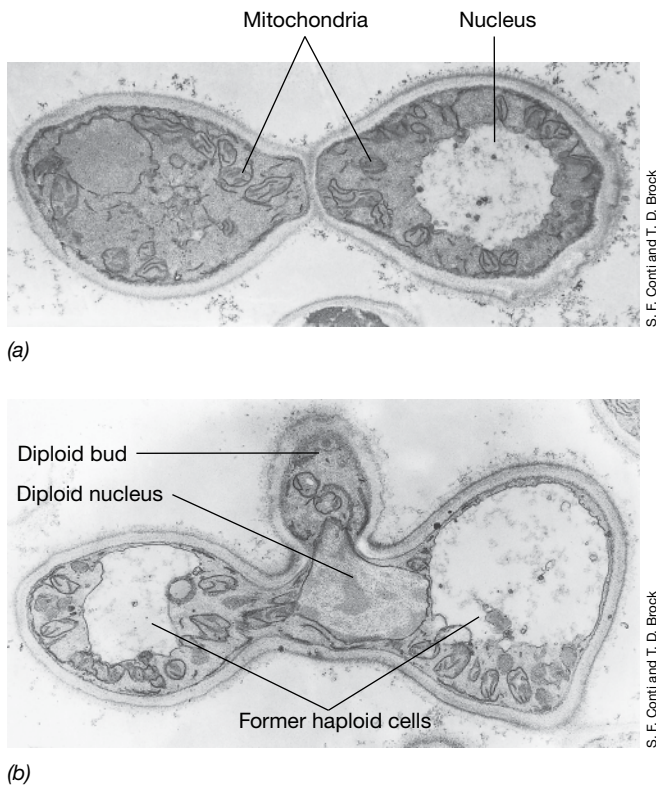 Mitochondria
Nucleus
S. F. Conti and T. D. Brock
(a)
Diploid bud
Diploid nucleus
Former haploid cells
S. F. Conti and T. D. Brock
(b)